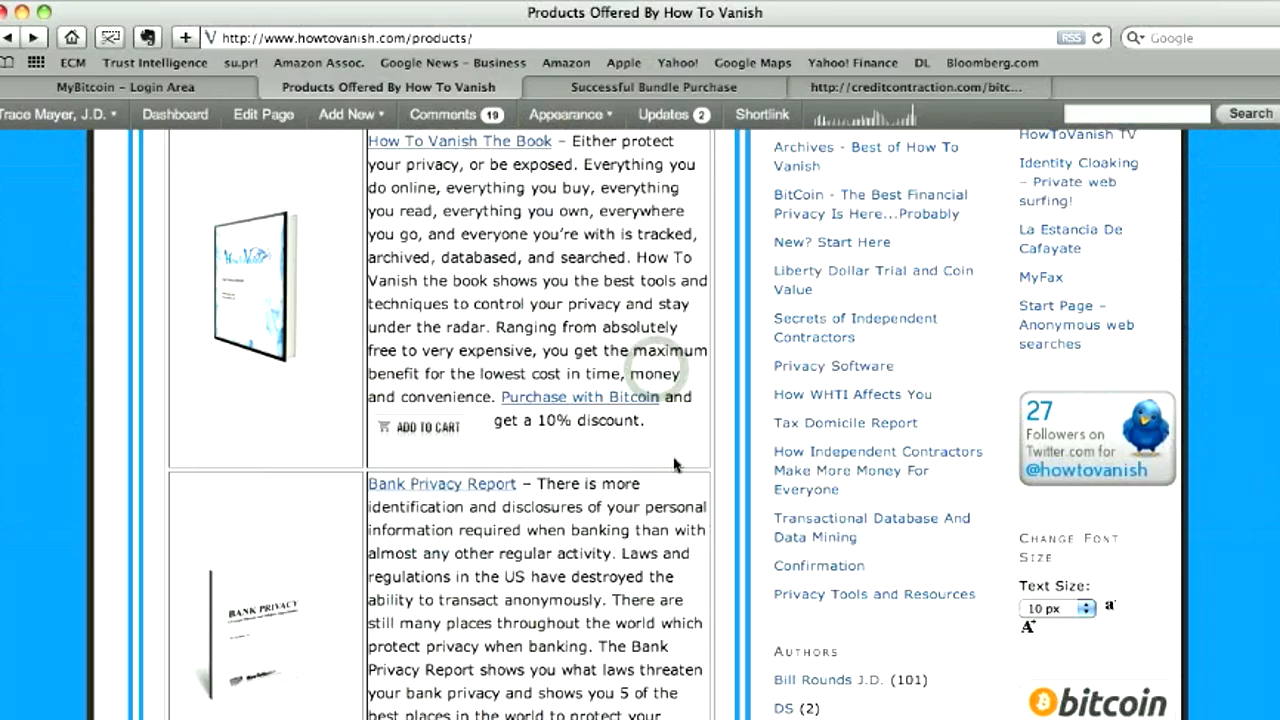 Products Offered By How To Vanish
http://www.howtovanish.com/products/
RSS
Google
ECM Trust Intelligence su.pr! Amazon Assoc. Google News – Business Amazon Apple Yahoo! Google Maps Yahoo! Finance DL Bloomberg.com
MyBitcoin – Login Area
Products Offered By How To Vanish
Successful Bundle Purchase
http://creditcontraction.com/bitc...
Trace Mayer, J.D. Dashboard Edit Page Add New Comments 19 Appearance Updates 2 Shortlink Search
How To Vanish The Book – Either protect
your privacy, or be exposed. Everything you
do online, everything you buy, everything
you read, everything you own, everywhere
you go, and everyone you're with is tracked,
archived, databased, and searched. How To
Vanish the book shows you the best tools and
techniques to control your privacy and stay
under the radar. Ranging from absolutely
free to very expensive, you get the maximum
benefit for the lowest cost in time, money
and convenience. Purchase with Bitcoin and
get a 10% discount.
ADD TO CART
Bank Privacy Report – There is more
identification and disclosures of your personal
information required when banking than with
almost any other regular activity. Laws and
regulations in the US have destroyed the
ability to transact anonymously. There are
still many places throughout the world which
protect privacy when banking. The Bank
Privacy Report shows you what laws threaten
your bank privacy and shows you 5 of the
best places in the world to protect your
How To Vanish
BANK PRIVACY
Archives - Best of How To
Vanish
BitCoin - The Best Financial
Privacy Is Here...Probably
New? Start Here
Liberty Dollar Trial and Coin
Value
Secrets of Independent
Contractors
Privacy Software
How WHTI Affects You
Tax Domicile Report
How Independent Contractors
Make More Money For
Everyone
Transactional Database And
Data Mining
Confirmation
Privacy Tools and Resources
Authors
Bill Rounds J.D. (101)
DS (2)
HowToVanish TV
Identity Cloaking
– Private web
surfing!
La Estancia De
Cafayate
MyFax
Start Page –
Anonymous web
searches
27
Followers on
Twitter.com for
@howtovanish
Change Font
Size
Text Size:
10 px a-
A+
bitcoin